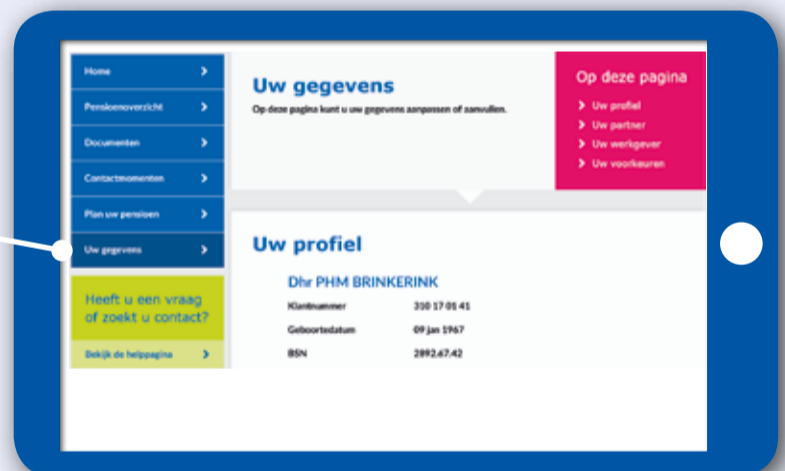 Home
Pensioenoverzicht
Documenten
Contactmomenten
Plan uw pensioen
Uw gegevens
Heeft u een vraag
of zoekt u contact?
Bekijk de helppagina
Uw gegevens
Op deze pagina kunt u uw gegevens aanpassen of aanvullen.
Op deze pagina
Uw profiel
Uw partner
Uw werkgever
Uw voorkeuren
Uw profiel
Dhr PHM BRINKERINK
Klantnummer 310 17 01 41
Geboortedatum 09 jan 1967
BSN 2892.67.42